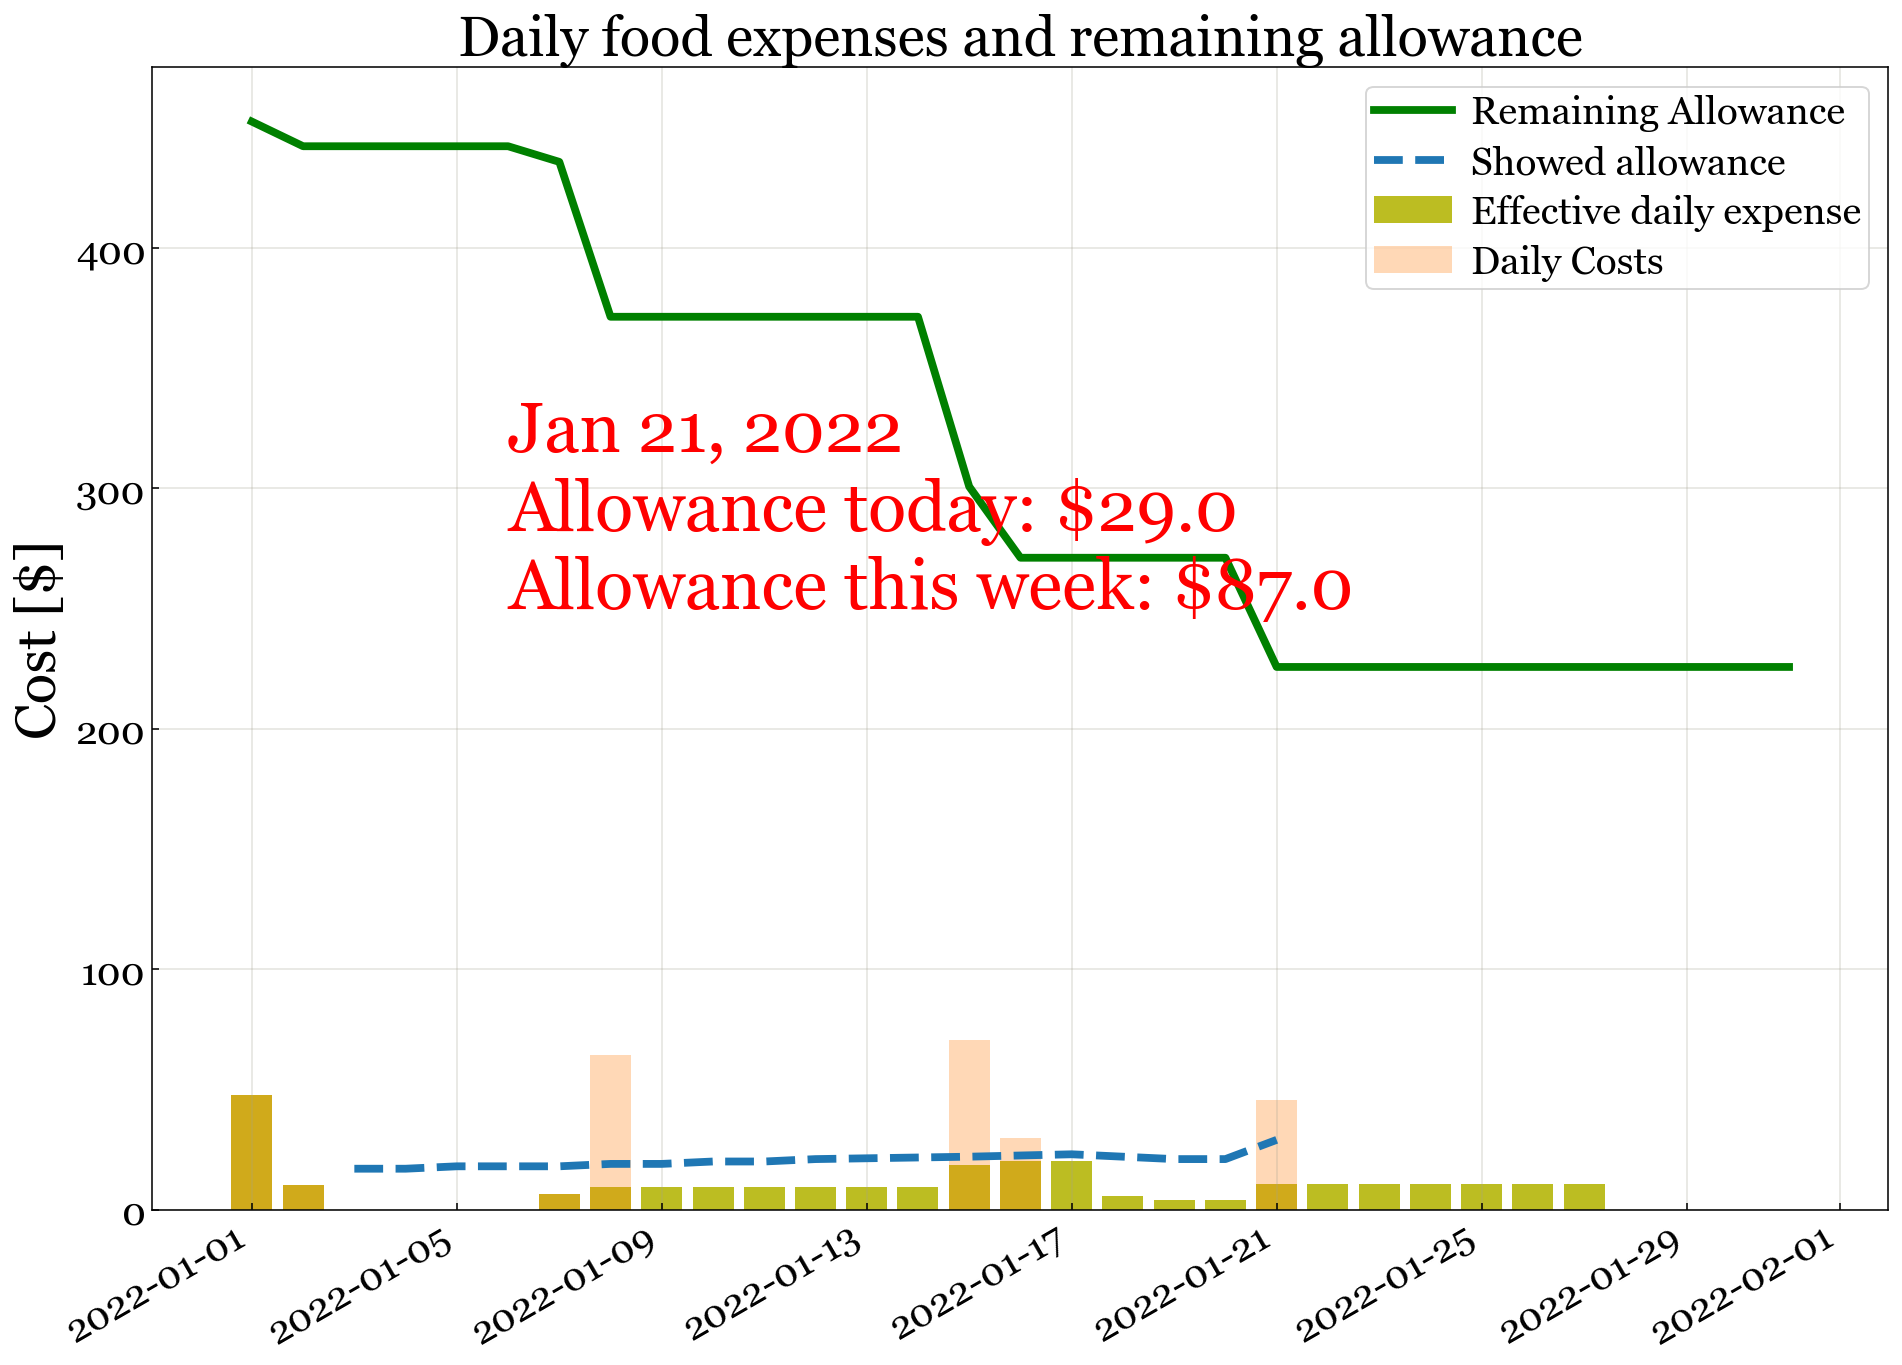 Daily food expenses and remaining allowance
Remaining Allowance
Showed allowance
Effective daily expense
Daily Costs
Jan 21, 2022
Allowance today: $29.0
Allowance this week: $87.0
Cost [$]
400
300
200
100
0
2022-01-01
2022-01-05
2022-01-09
2022-01-13
2022-01-17
2022-01-21
2022-01-25
2022-01-29
2022-02-01